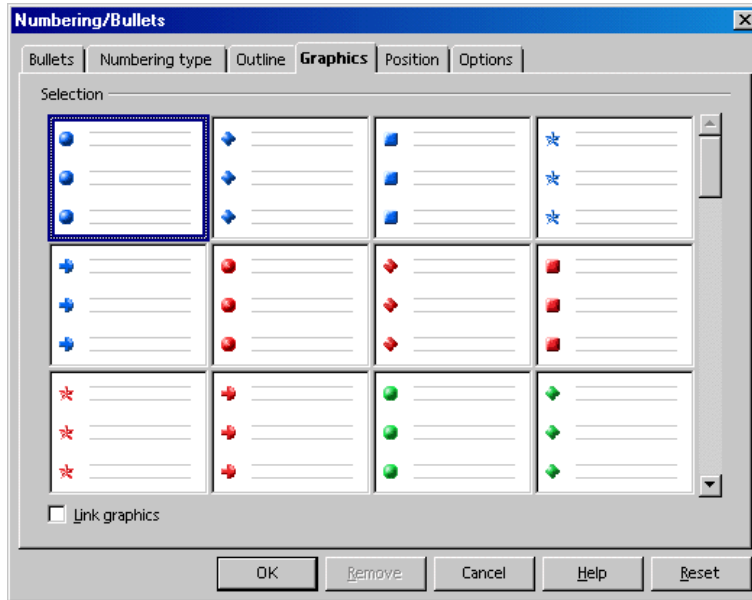 Numbering/Bullets
Bullets Numbering type Outline Graphics Position Options
Selection
Link graphics
OK Remove Cancel Help Reset